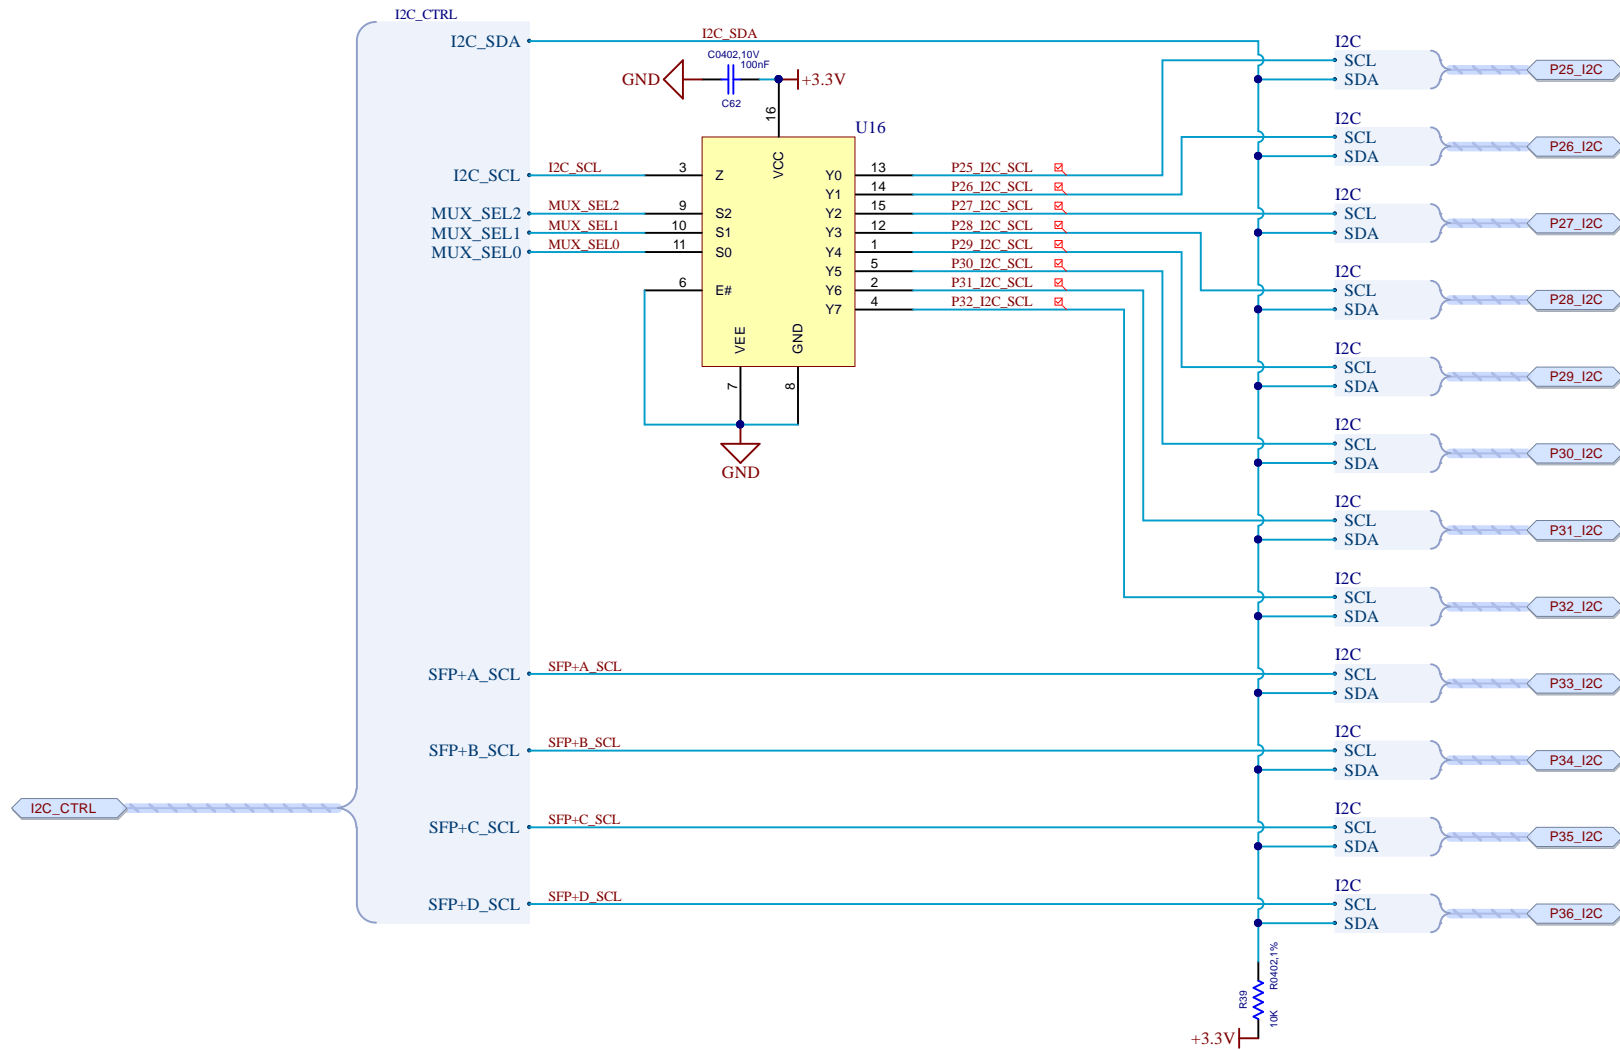 I2C_CTRL
I2C_SDA
I2C_SDA
I2C
SCL
SDA
P25_I2C
C0402,10V
100nF
GND
+3.3V
C62
16
U16
VCC
I2C_SCL
I2C_SCL
3
Z
Y0
13
P25_I2C_SCL
Y1
14
P26_I2C_SCL
MUX_SEL2
MUX_SEL2
9
S2
Y2
15
P27_I2C_SCL
MUX_SEL1
MUX_SEL1
10
S1
Y3
12
P28_I2C_SCL
MUX_SEL0
MUX_SEL0
11
S0
Y4
1
P29_I2C_SCL
Y5
5
P30_I2C_SCL
6
E#
Y6
2
P31_I2C_SCL
Y7
4
P32_I2C_SCL
VEE
GND
7
8
GND
I2C
SCL
SDA
P26_I2C
I2C
SCL
SDA
P27_I2C
I2C
SCL
SDA
P28_I2C
I2C
SCL
SDA
P29_I2C
I2C
SCL
SDA
P30_I2C
I2C
SCL
SDA
P31_I2C
I2C
SCL
SDA
P32_I2C
SFP+A_SCL
SFP+A_SCL
I2C
SCL
SDA
P33_I2C
SFP+B_SCL
SFP+B_SCL
I2C
SCL
SDA
P34_I2C
I2C_CTRL
SFP+C_SCL
SFP+C_SCL
I2C
SCL
SDA
P35_I2C
SFP+D_SCL
SFP+D_SCL
I2C
SCL
SDA
P36_I2C
R39
R0402,1%
10K
+3.3V